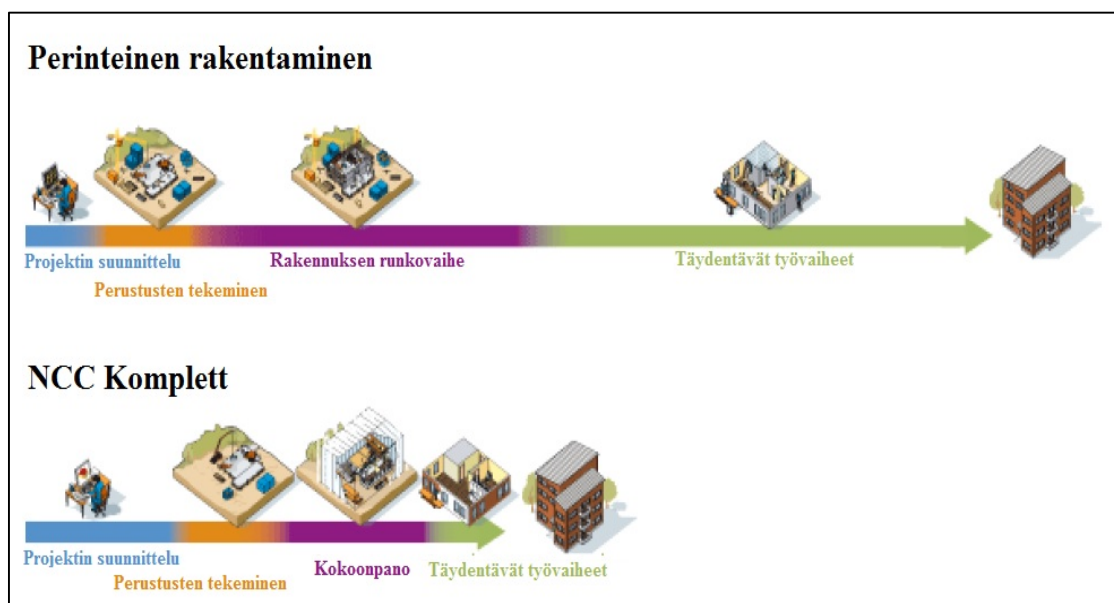 Perinteinen rakentaminen
Projektin suunnittelu
Perustusten tekeminen
Rakennuksen runkovaihe
Täydentävät työvaiheet
NCC Komplett
Projektin suunnittelu
Perustusten tekeminen
Kokoonpano
Täydentävät työvaiheet